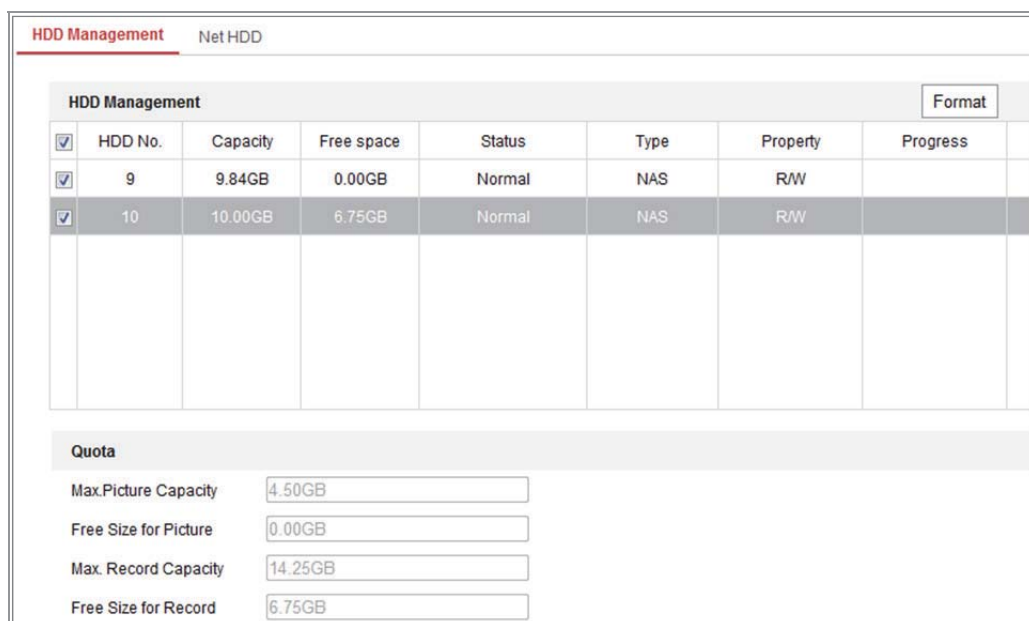 HDD Management Net HDD
HDD Management Format
HDD No. Capacity Free space Status Type Property Progress
9 9.84GB 0.00GB Normal NAS R/W
10 10.00GB 6.75GB Normal NAS R/W
Quota
Max.Picture Capacity 4.50GB
Free Size for Picture 0.00GB
Max. Record Capacity 14.25GB
Free Size for Record 6.75GB